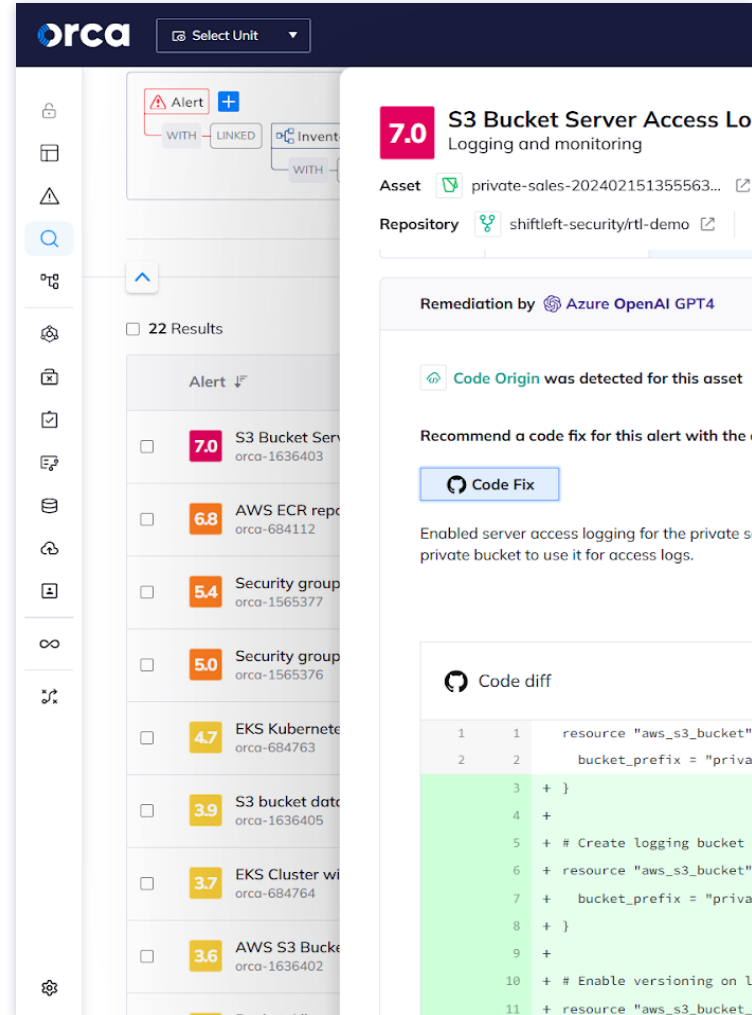 orca
Select Unit
Alert
WITH LINKED Invent
WITH
22 Results
Alert
7.0 S3 Bucket Serv
orca-1636403
6.8 AWS ECR repo
orca-684112
5.4 Security group
orca-1565377
5.0 Security group
orca-1565376
4.7 EKS Kubernete
orca-684763
3.9 S3 bucket data
orca-1636405
3.7 EKS Cluster wi
orca-684764
3.6 AWS S3 Bucke
orca-1636402
7.0 S3 Bucket Server Access Lo
Logging and monitoring
Asset private-sales-202402151355563...
Repository shiftleft-security/rtl-demo
Remediation by Azure OpenAI GPT4
Code Origin was detected for this asset
Recommend a code fix for this alert with the
Code Fix
Enabled server access logging for the private s
private bucket to use it for access logs.
Code diff
1 1 resource "aws_s3_bucket"
2 2 bucket_prefix = "priva
3 + }
4 +
5 + # Create logging bucket
6 + resource "aws_s3_bucket"
7 + bucket_prefix = "priva
8 + }
9 +
10 + # Enable versioning on l
11 + resource "aws_s3_bucket_